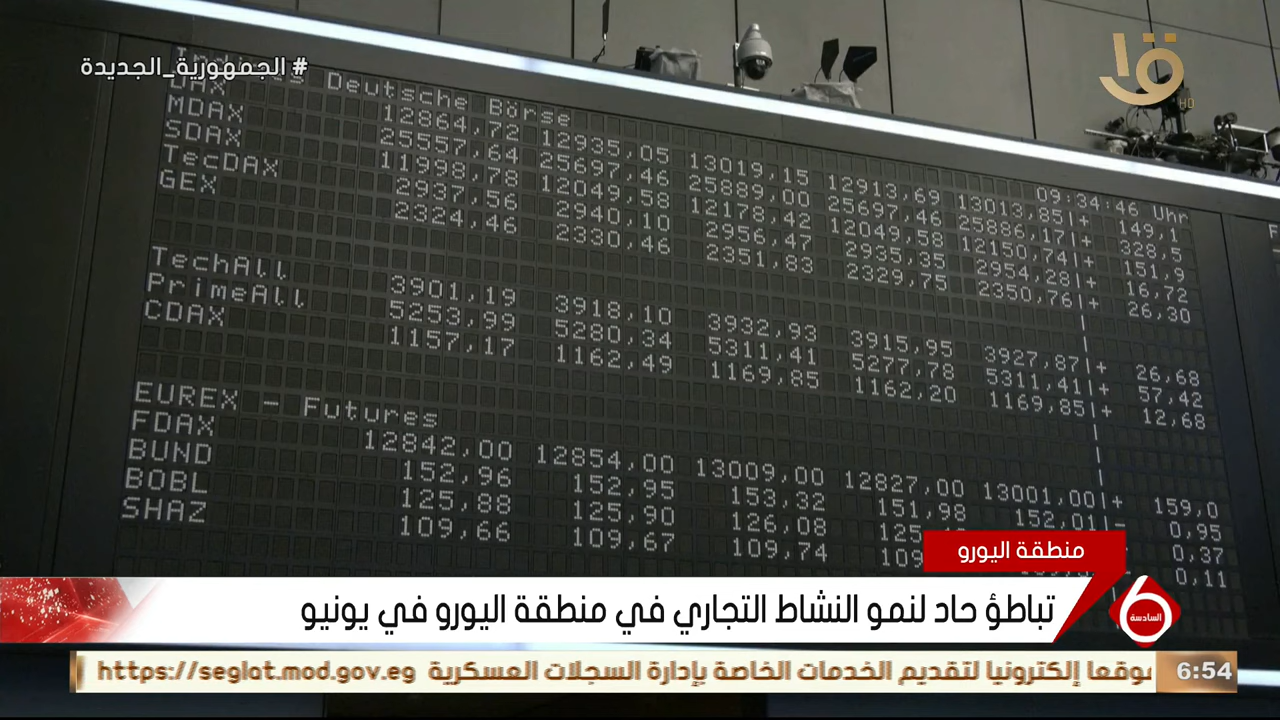 #الجمهورية_الجديدة
HD
Indices Deutsche Börse 09:34:46 Uhr
DAX 12864,72 12935,05 13019,15 12913,69 13013,85|+ 149,1
MDAX 25557,64 25697,46 25889,00 25697,46 25886,17|+ 328,5
SDAX 11998,78 12049,58 12178,42 12049,58 12150,74|+ 151,9
TecDAX 2937,56 2940,10 2956,47 2935,35 2954,28|+ 16,72
GEX 2324,46 2330,46 2351,83 2329,75 2350,76|+ 26,30
TechAll 3901,19 3918,10 3932,93 3915,95 3927,87|+ 26,68
PrimeAll 5253,99 5280,34 5311,41 5277,78 5311,41|+ 57,42
CDAX 1157,17 1162,49 1169,85 1162,20 1169,85|+ 12,68
EUREX - Futures
FDAX 12842,00 12854,00 13009,00 12827,00 13001,00|+ 159,0
BUND 152,96 152,95 153,32 151,98 152,01|- 0,95
BOBL 125,88 125,90 126,08 0,37
SHAZ 109,66 109,67 109,74 0,11
منطقة اليورو
تباطؤ حاد لنمو النشاط التجاري في منطقة اليورو في يونيو
السادسة
موقعا إلكترونيا لتقديم الخدمات الخاصة بإدارة السجلات العسكرية https://seglat.mod.gov.eg
6:54